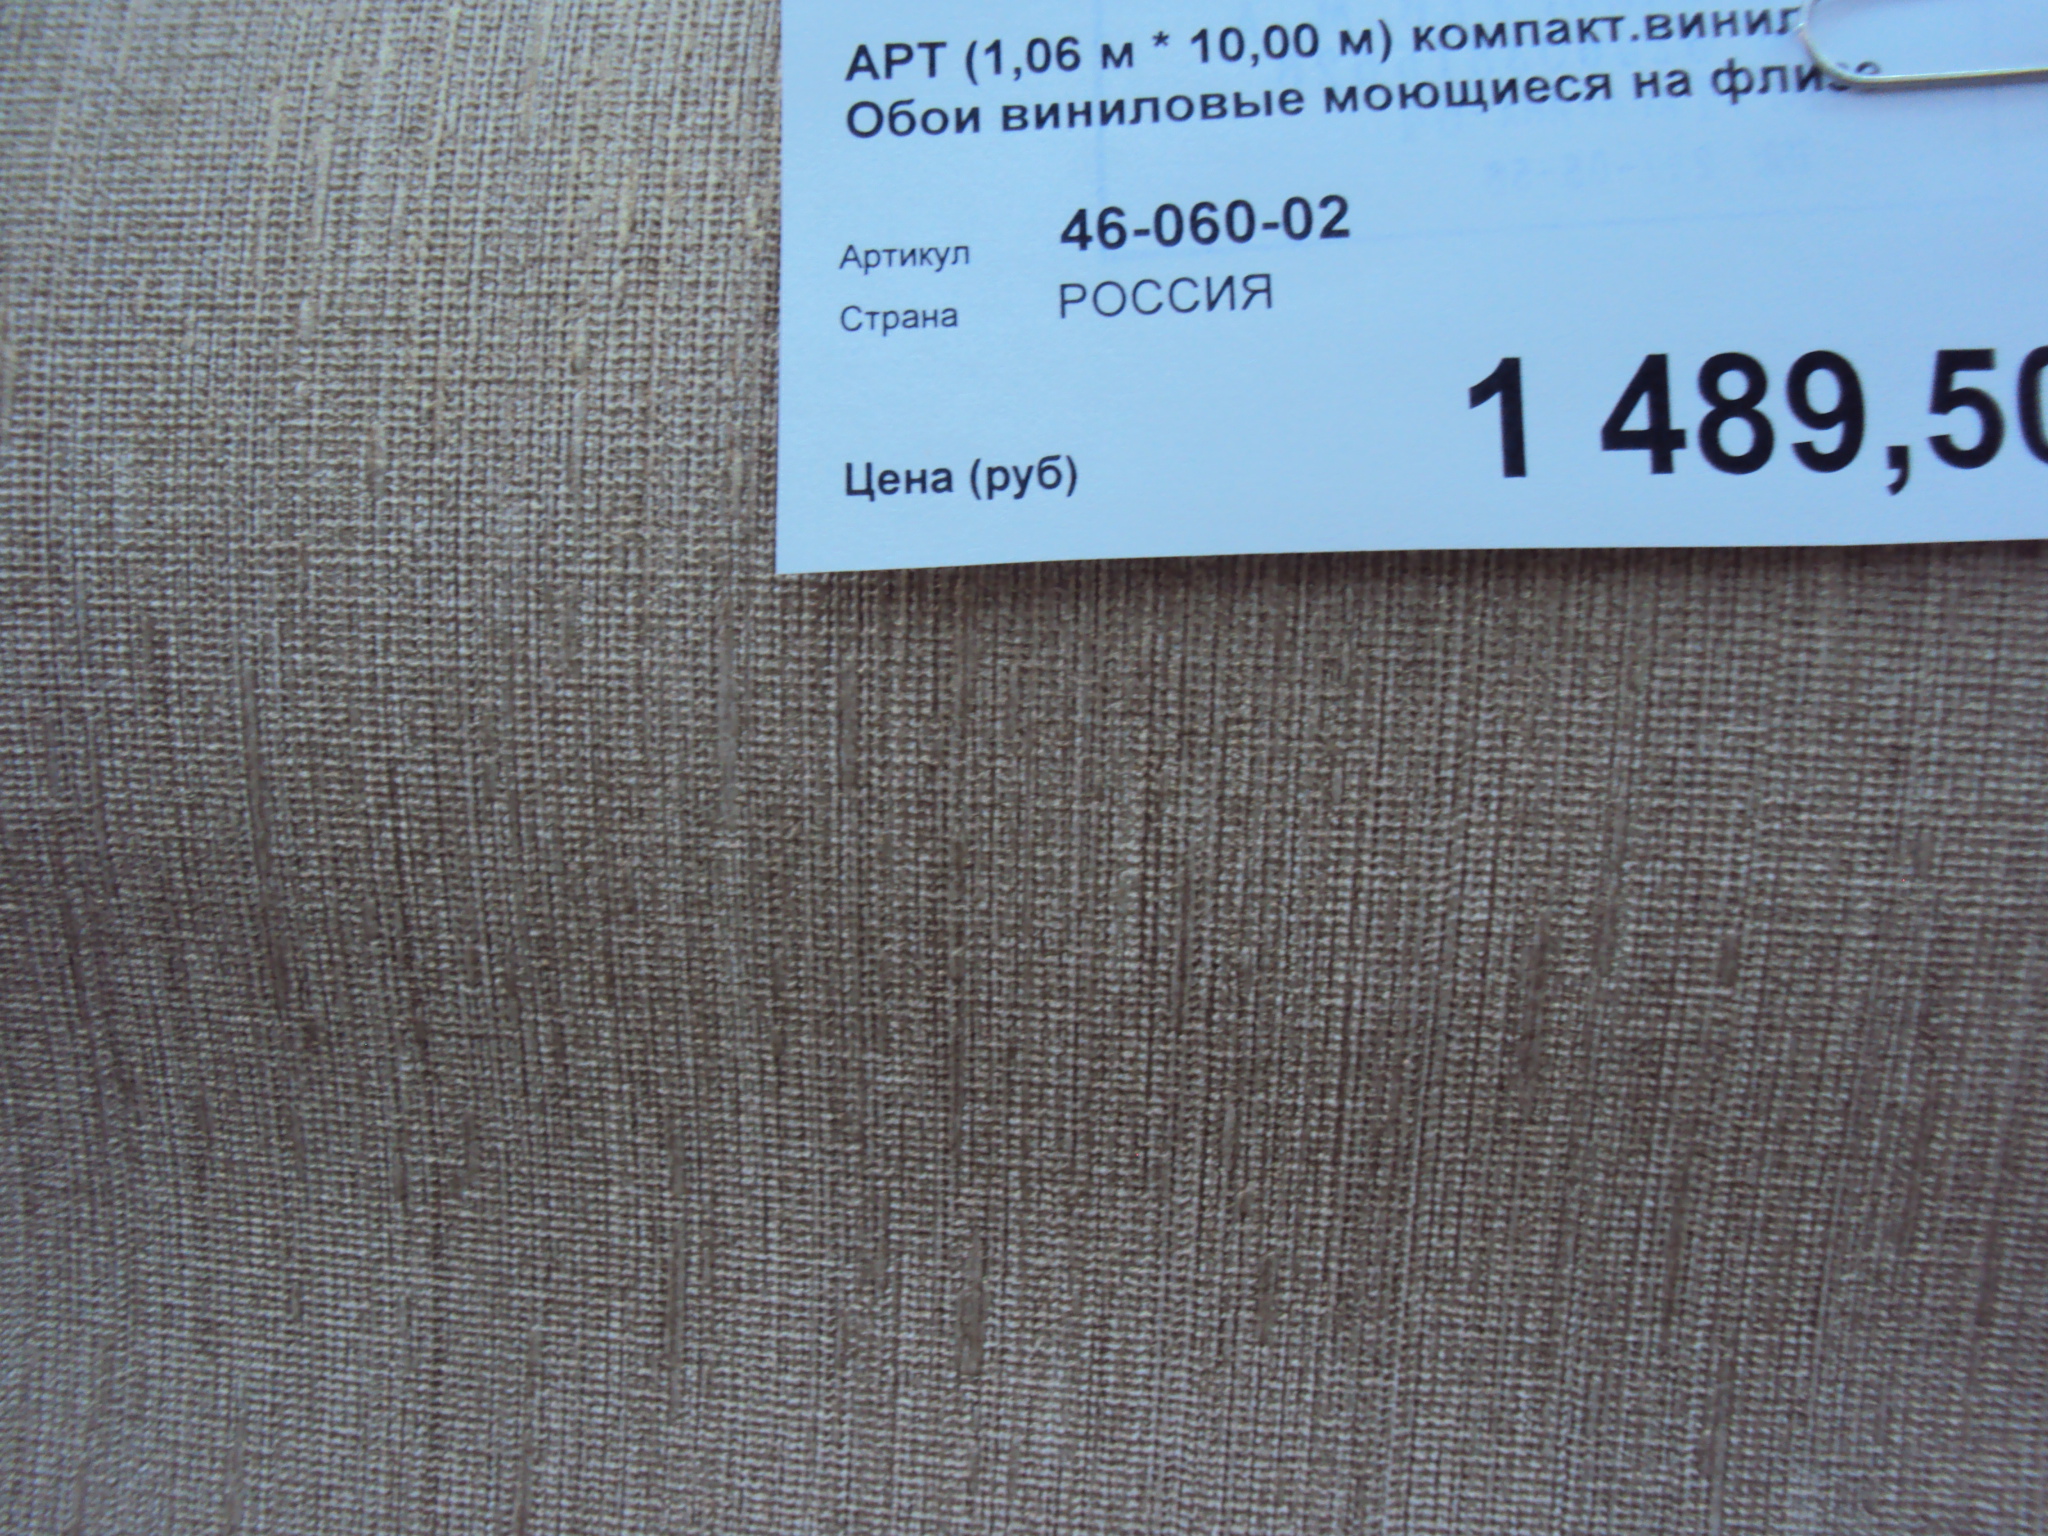 АРТ (1,06 м * 10,00 м) компакт.винил
Обои виниловые моющиеся на флизе
Артикул 46-060-02
Страна РОССИЯ
Цена (руб) 1 489,50